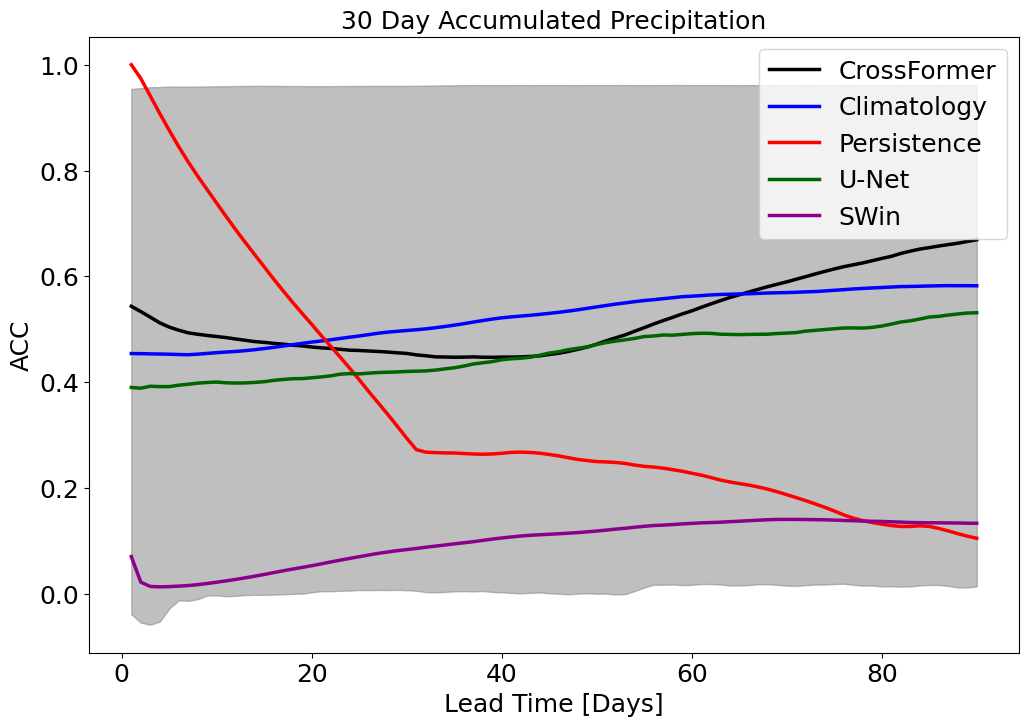 30 Day Accumulated Precipitation
CrossFormer
Climatology
Persistence
U-Net
SWin
ACC
1.0
0.8
0.6
0.4
0.2
0.0
0 20 40 60 80
Lead Time [Days]